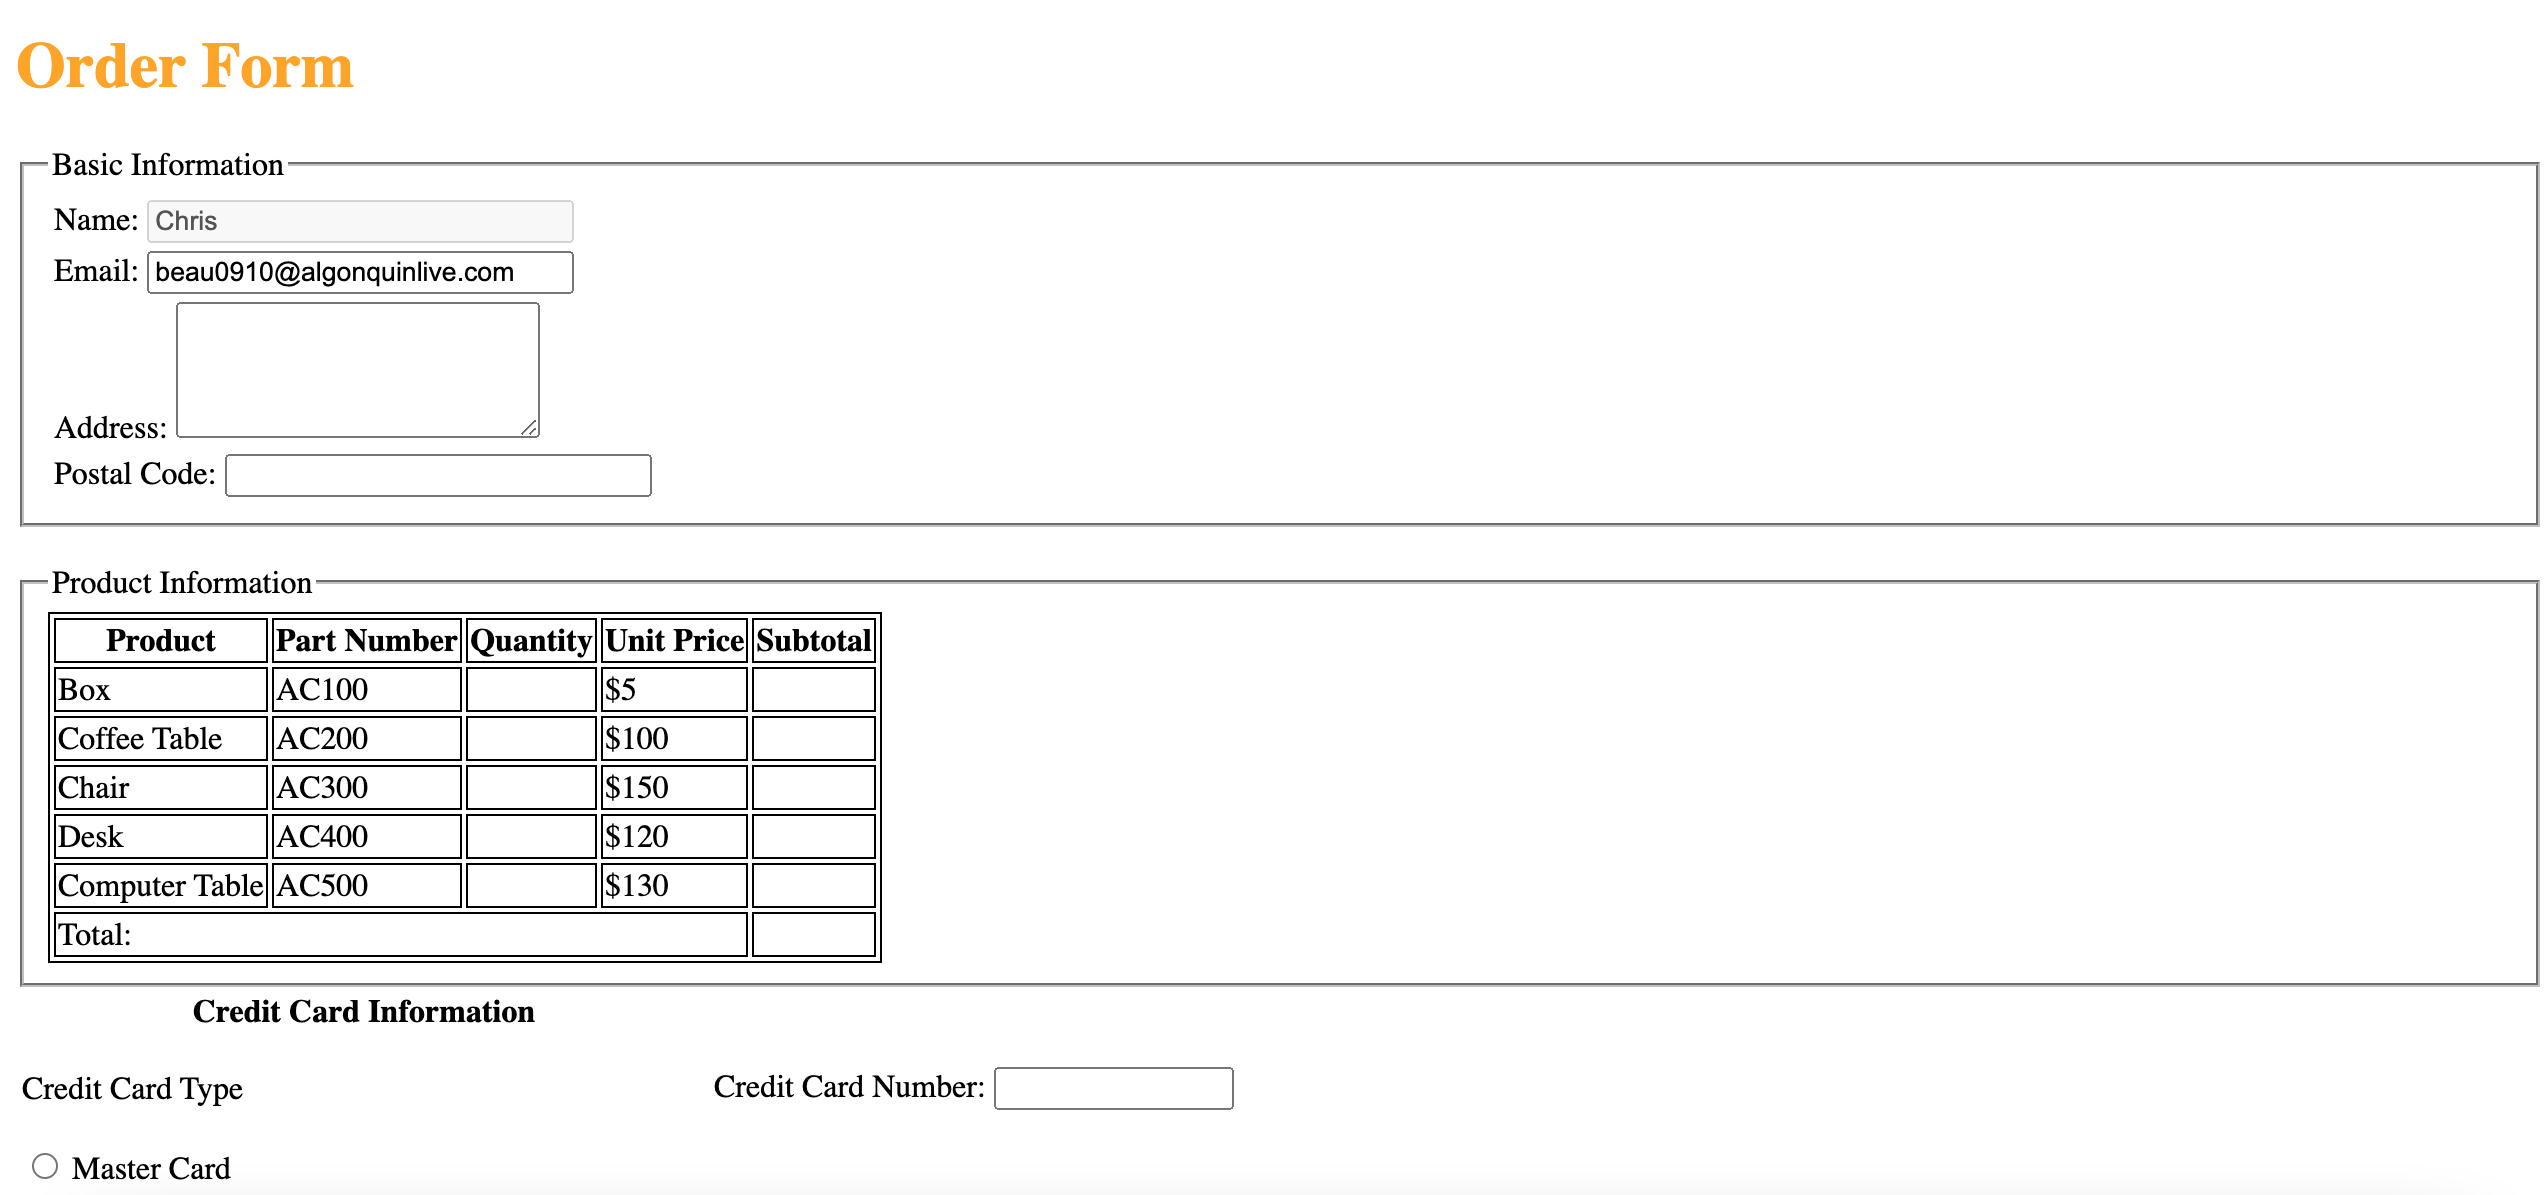 Order Form
Basic Information
Name: Chris
Email: beau0910@algonquinlive.com
Address:
Postal Code:
Product Information
Product Part Number Quantity Unit Price Subtotal
Box AC100 $5
Coffee Table AC200 $100
Chair AC300 $150
Desk AC400 $120
Computer Table AC500 $130
Total:
Credit Card Information
Credit Card Type Credit Card Number:
Master Card